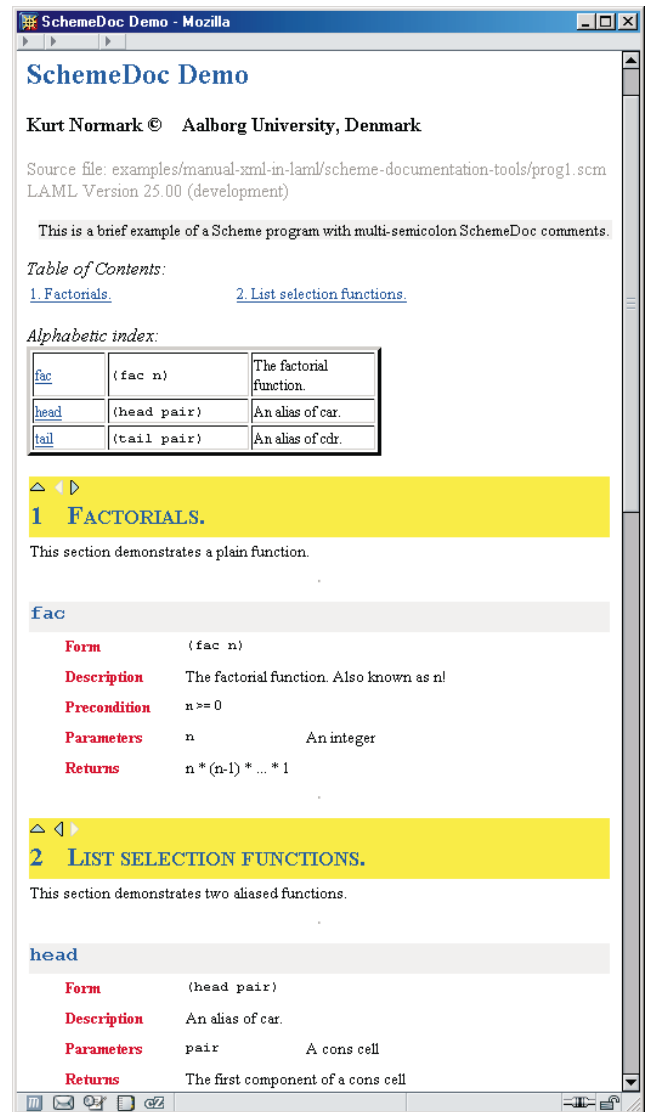 SchemeDoc Demo - Mozilla
SchemeDoc Demo
Kurt Normark © Aalborg University, Denmark
Source file: examples/manual-xml-in-laml/scheme-documentation-tools/prog1.scm
LAML Version 25.00 (development)
This is a brief example of a Scheme program with multi-semicolon SchemeDoc comments.
Table of Contents:
1. Factorials. 2. List selection functions.
Alphabetic index:
fac (fac n) The factorial
function.
head (head pair) An alias of car.
tail (tail pair) An alias of cdr.
1 FACTORIALS.
This section demonstrates a plain function.
fac
Form (fac n)
Description The factorial function. Also known as n!
Precondition n >= 0
Parameters n An integer
Returns n * (n-1) * ... * 1
2 LIST SELECTION FUNCTIONS.
This section demonstrates two aliased functions.
head
Form (head pair)
Description An alias of car.
Parameters pair A cons cell
Returns The first component of a cons cell